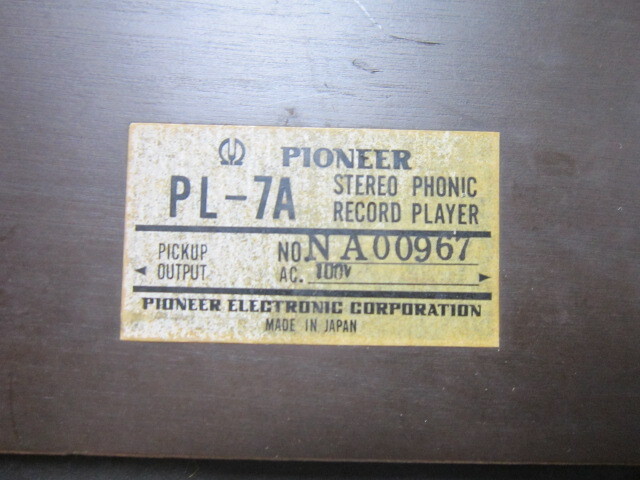 PIONEER
PL-7A STEREO PHONIC
RECORD PLAYER
PICKUP NO. NA00967
◄ OUTPUT AC. 100V ►
PIONEER ELECTRONIC CORPORATION
MADE IN JAPAN